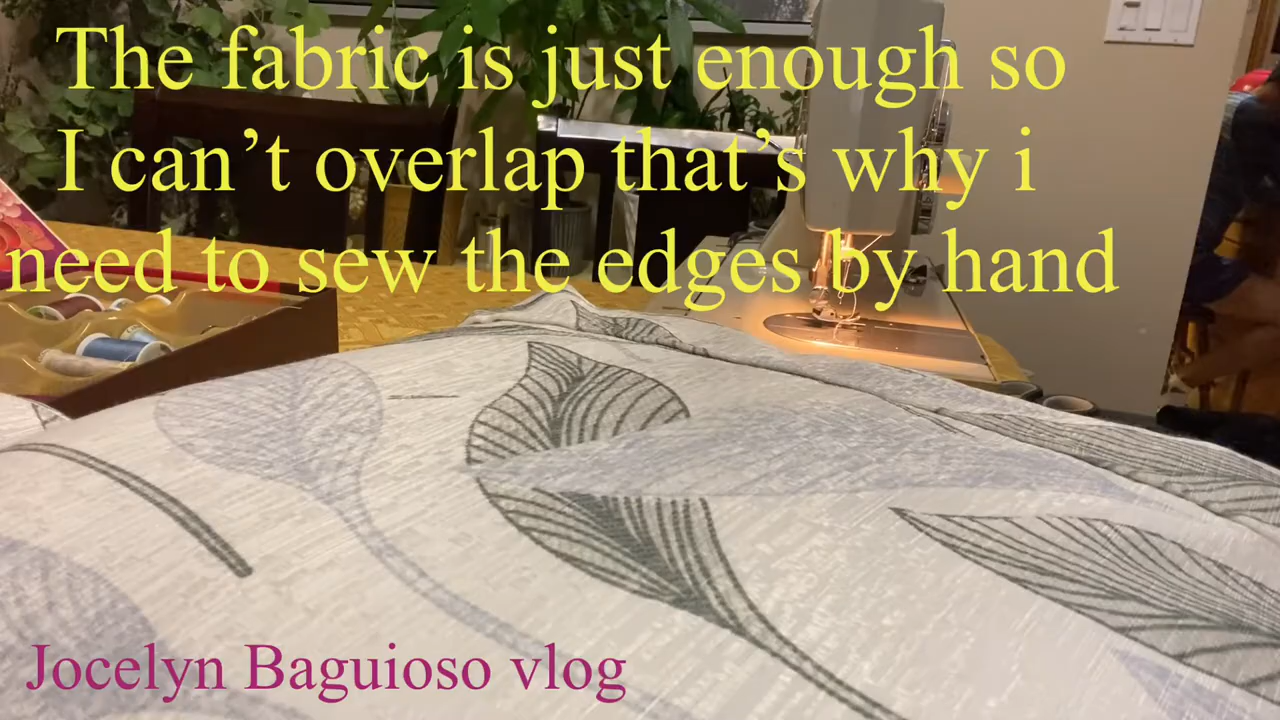 The fabric is just enough so
I can’t overlap that’s why i
need to sew the edges by hand
Jocelyn Baguioso vlog